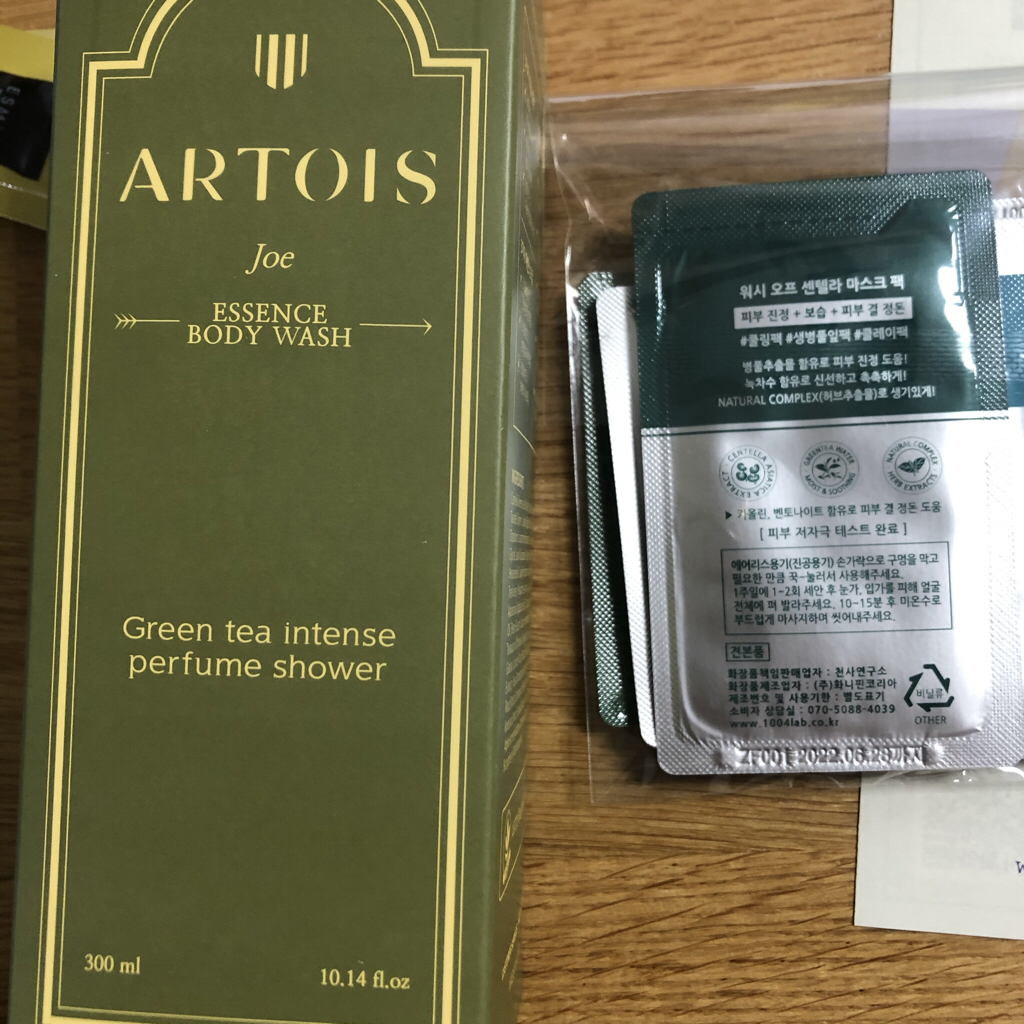 ARTOIS
Joe
ESSENCE
BODY WASH
Green tea intense
perfume shower
300 ml
10.14 fl.oz
워시 오프 센텔라 마스크 팩
피부 진정 + 보습 + 피부 결 정돈
#쿨링팩 #생병풀잎팩 #클레이팩
병풀추출물 함유로 피부 진정 도움!
녹차수 함유로 신선하고 촉촉하게!
NATURAL COMPLEX(허브추출물)로 생기있게!
CENTELLA ASIATICA EXTRACT
GREENTEA WATER MOIST & SOOTHING
NATURAL COMPLEX HERB EXTRACTS
▶ 카올린, 벤토나이트 함유로 피부 결 정돈 도움
[ 피부 저자극 테스트 완료 ]
에어리스용기(진공용기) 손가락으로 구멍을 막고
필요한 만큼 꾹~눌러서 사용해주세요.
1주일에 1~2회 세안 후 눈가, 입가를 피해 얼굴
전체에 펴 발라주세요. 10~15분 후 미온수로
부드럽게 마사지하며 씻어내주세요.
견본품
화장품책임판매업자 : 천사연구소
화장품제조업자 : (주)화니핀코리아
제조번호 및 사용기한 : 별도표기
소비자 상담실 : 070-5088-4039
www.1004lab.co.kr
비닐류
OTHER
ZF001 2022.06.28까지